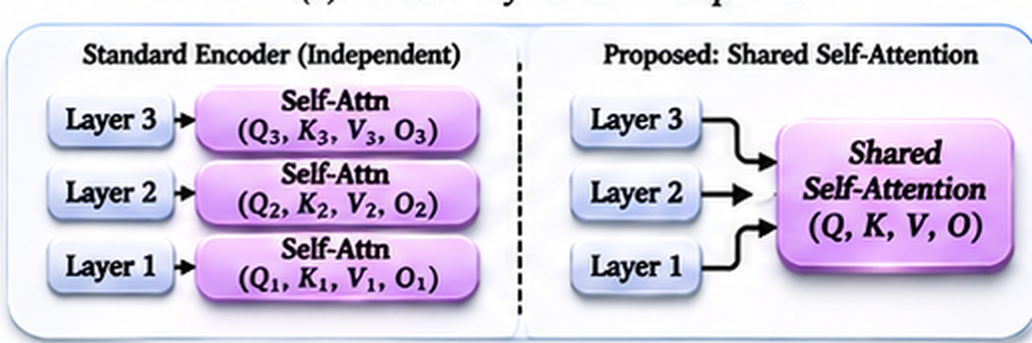 Standard Encoder (Independent)
Layer 3
Self-Attn
(Q₃, K₃, V₃, O₃)
Layer 2
Self-Attn
(Q₂, K₂, V₂, O₂)
Layer 1
Self-Attn
(Q₁, K₁, V₁, O₁)
Proposed: Shared Self-Attention
Layer 3
Layer 2
Layer 1
Shared
Self-Attention
(Q, K, V, O)